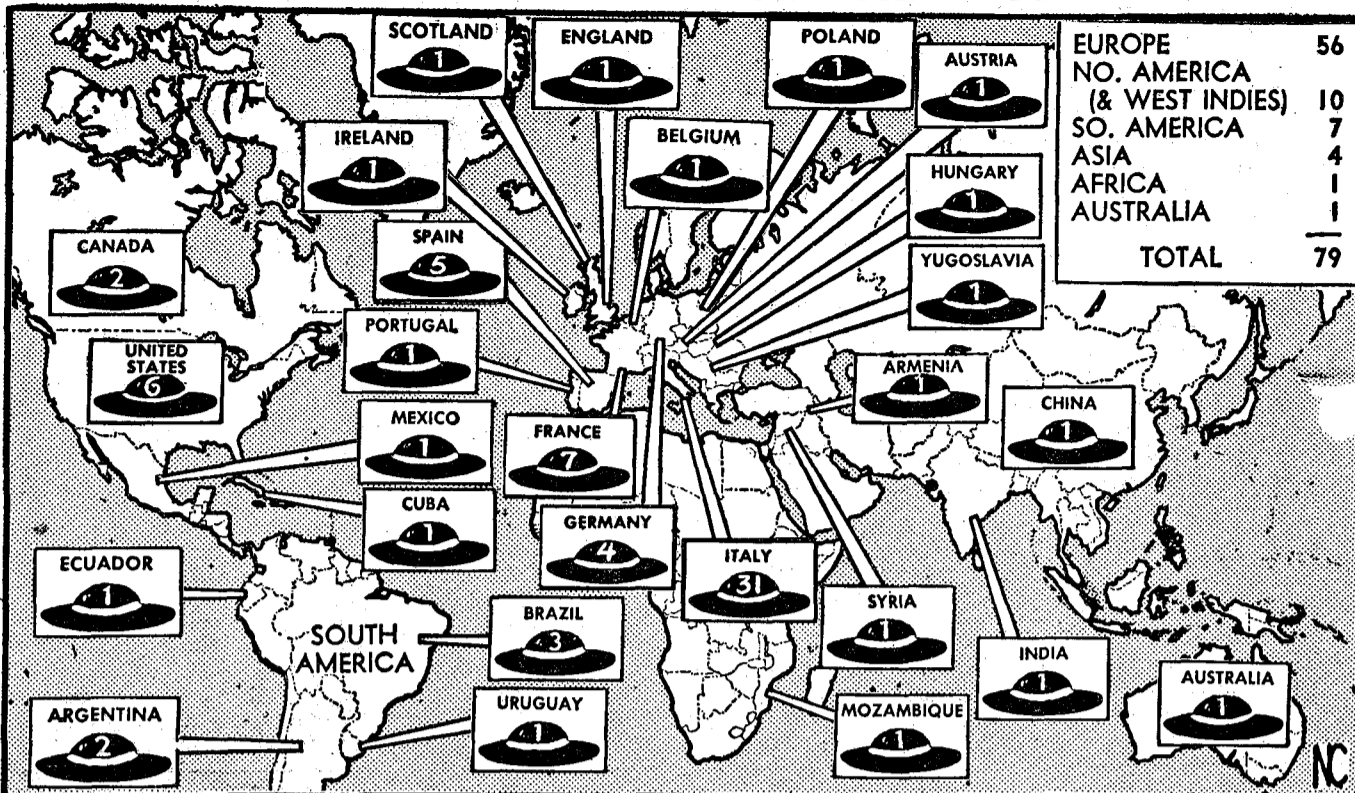 SCOTLAND
1
ENGLAND
1
POLAND
1
AUSTRIA
1
EUROPE 56
NO. AMERICA
(& WEST INDIES) 10
SO. AMERICA 7
ASIA 4
AFRICA 1
AUSTRALIA 1
TOTAL 79
IRELAND
1
BELGIUM
1
HUNGARY
1
CANADA
2
SPAIN
5
YUGOSLAVIA
1
PORTUGAL
1
UNITED
STATES
6
ARMENIA
1
CHINA
1
MEXICO
1
FRANCE
7
CUBA
1
GERMANY
4
ITALY
31
ECUADOR
1
SOUTH
AMERICA
BRAZIL
3
SYRIA
1
INDIA
1
AUSTRALIA
1
ARGENTINA
2
URUGUAY
1
MOZAMBIQUE
1
NC